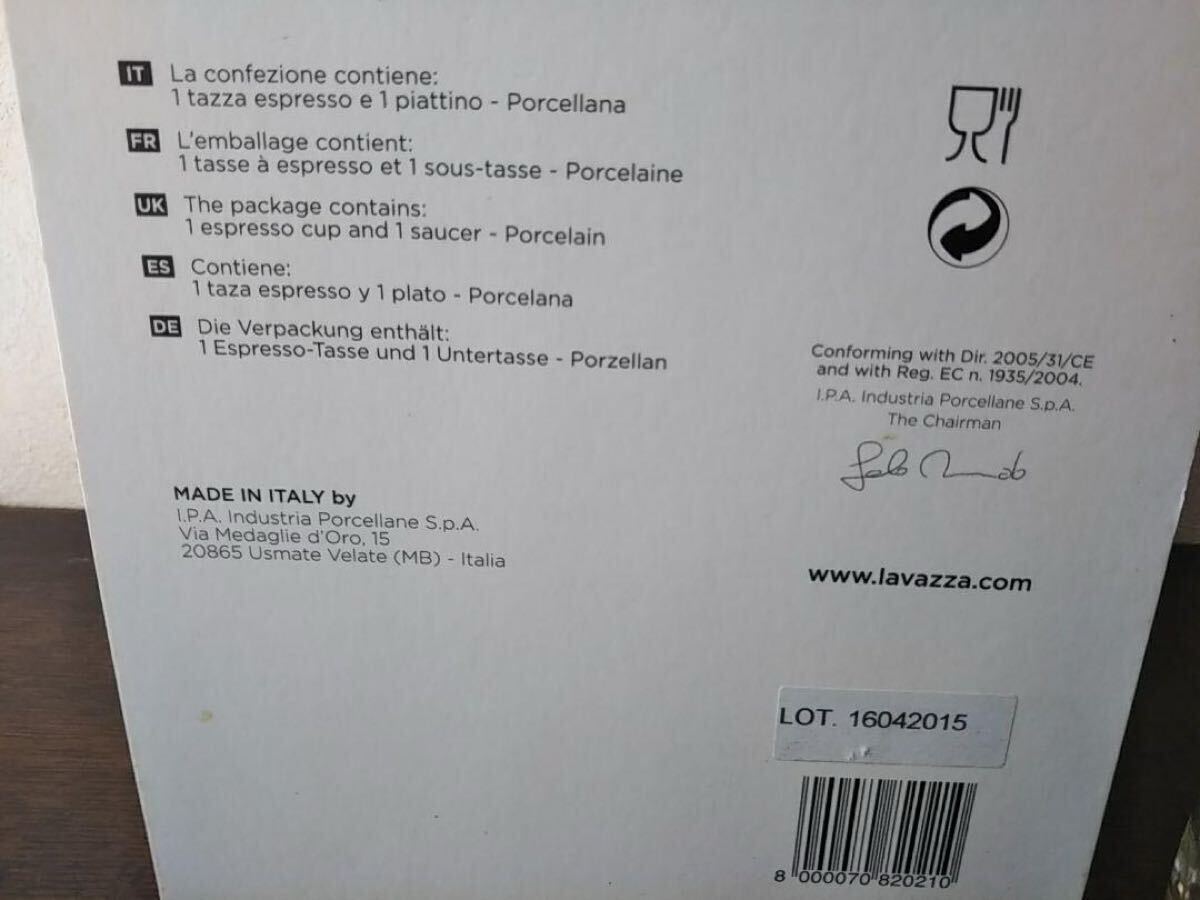 IT La confezione contiene:
1 tazza espresso e 1 piattino - Porcellana
FR L'emballage contient:
1 tasse à espresso et 1 sous-tasse - Porcelaine
UK The package contains:
1 espresso cup and 1 saucer - Porcelain
ES Contiene:
1 taza espresso y 1 plato - Porcelana
DE Die Verpackung enthält:
1 Espresso-Tasse und 1 Untertasse - Porzellan
Conforming with Dir. 2005/31/CE
and with Reg. EC n. 1935/2004.
I.P.A. Industria Porcellane S.p.A.
The Chairman
MADE IN ITALY by
I.P.A. Industria Porcellane S.p.A.
Via Medaglie d'Oro, 15
20865 Usmate Velate (MB) - Italia
www.lavazza.com
LOT. 16042015
8 000070 820210